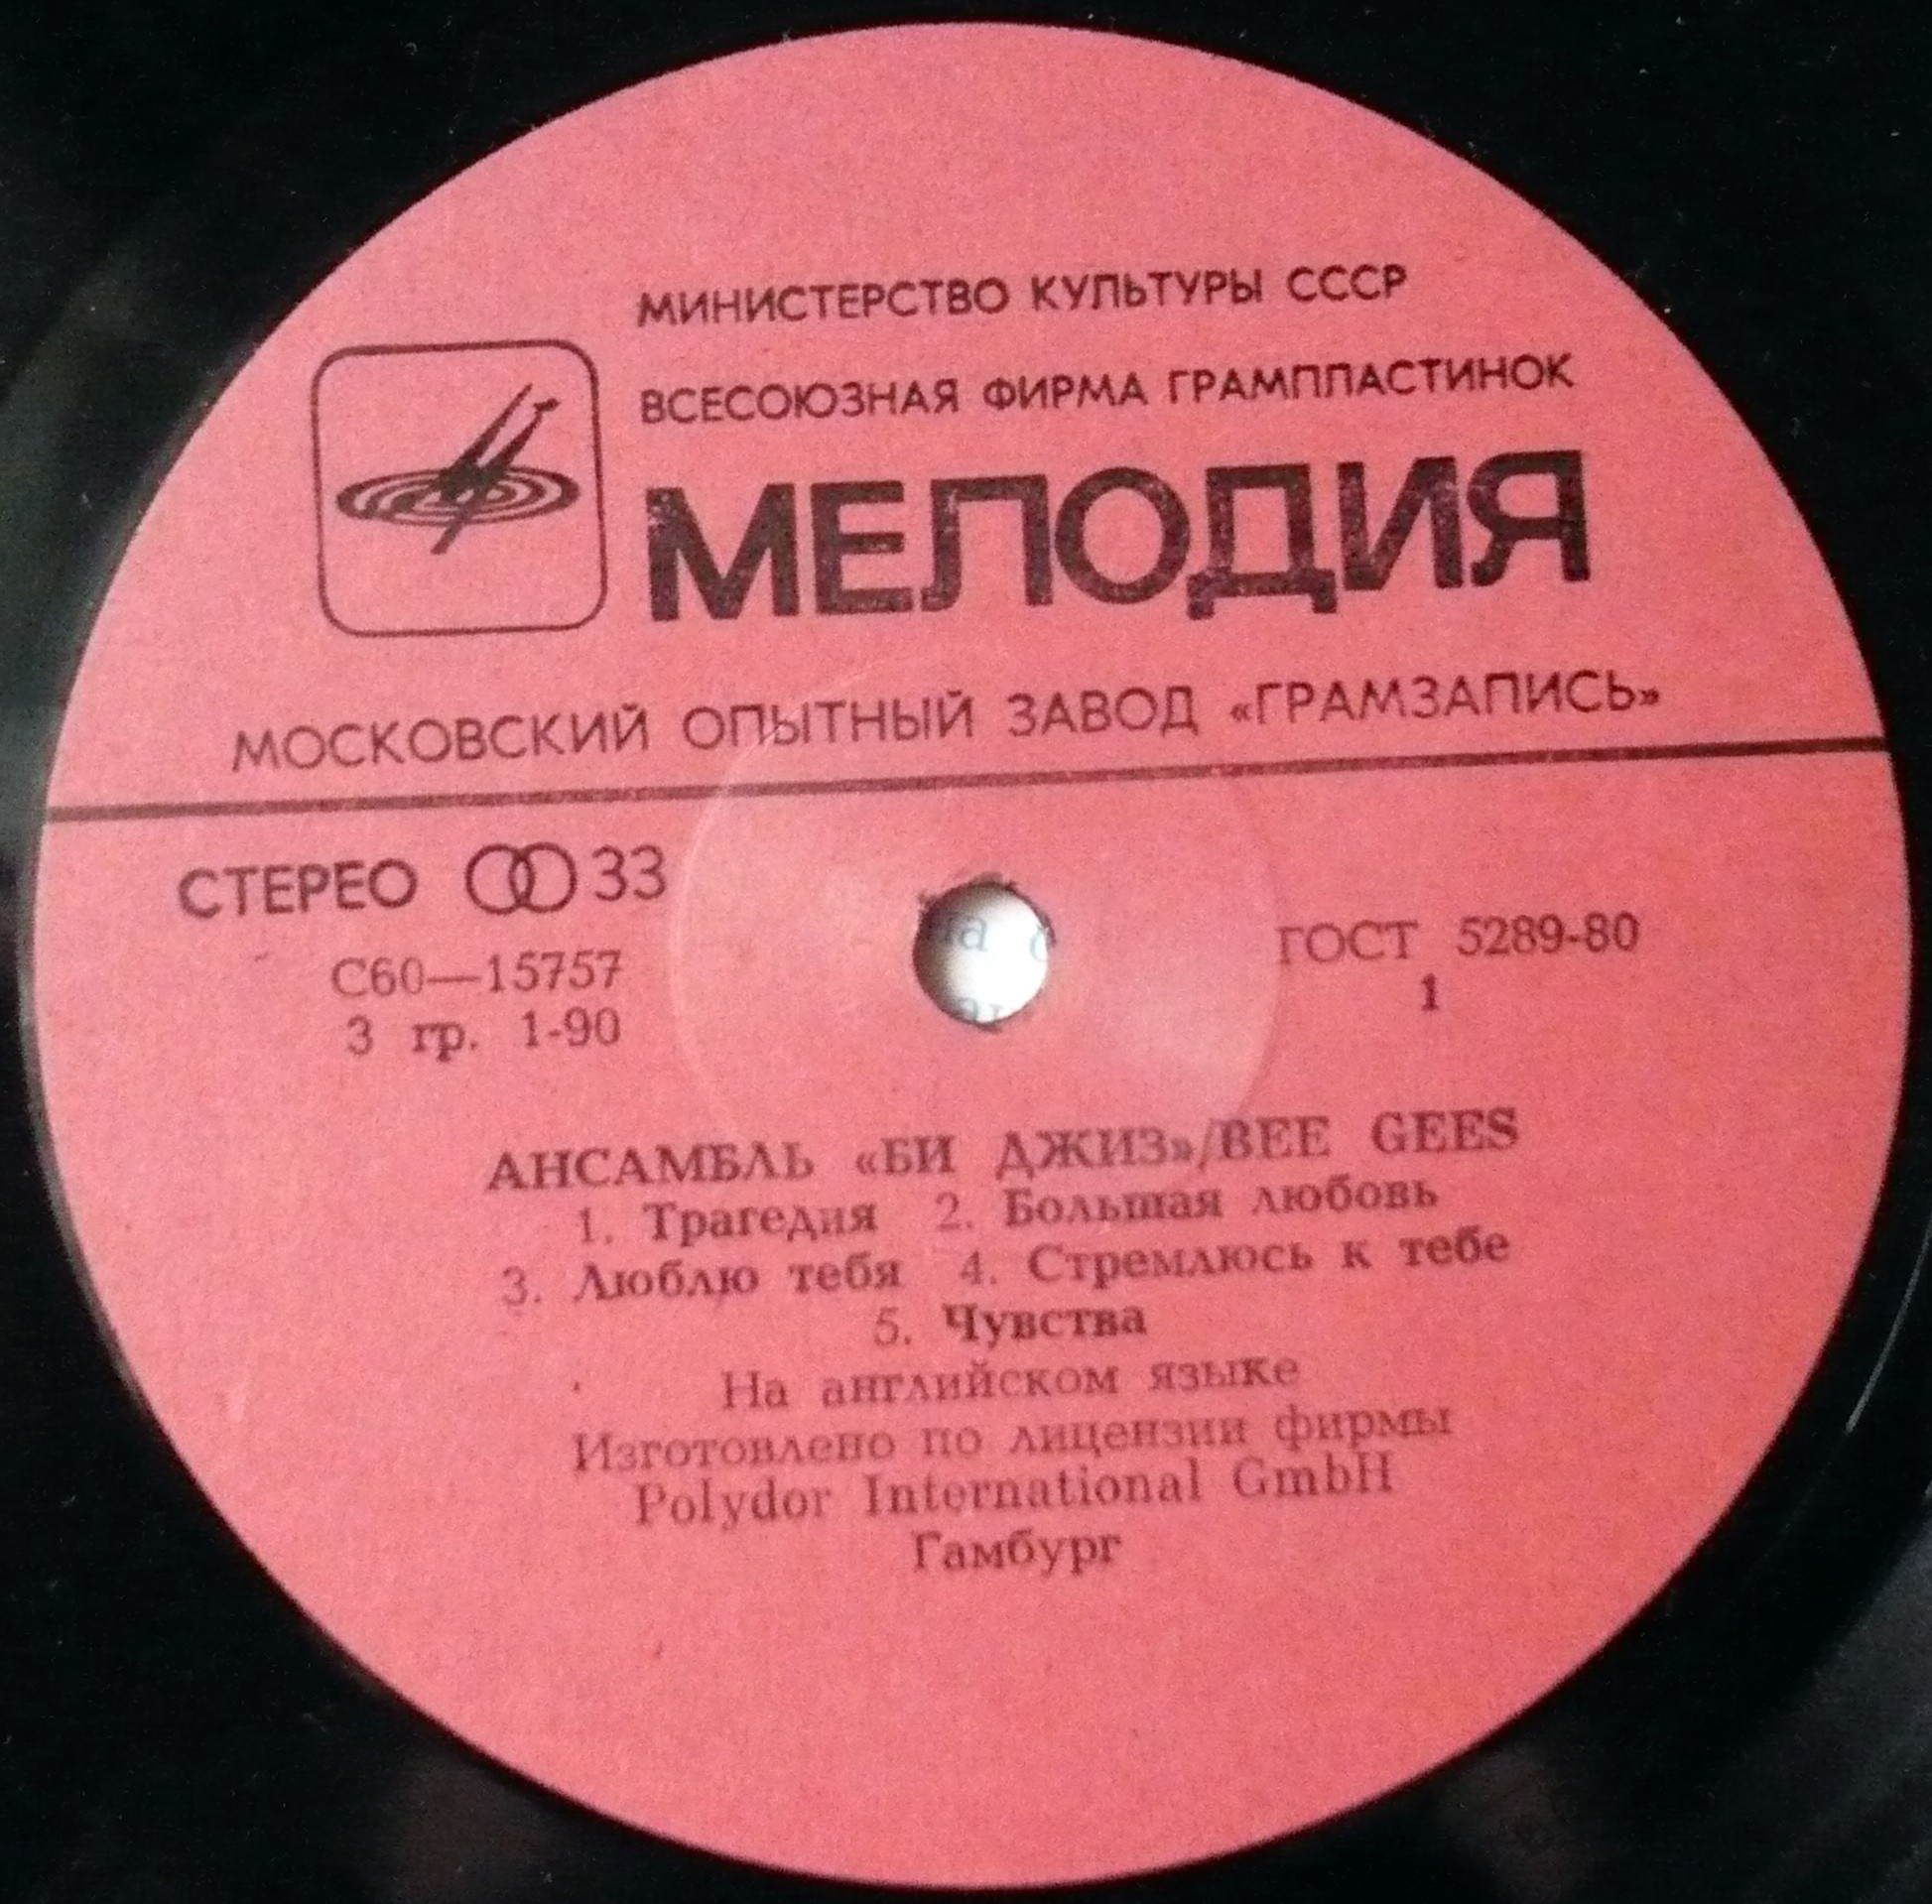 МИНИСТЕРСТВО КУЛЬТУРЫ СССР
ВСЕСОЮЗНАЯ ФИРМА ГРАМПЛАСТИНОК
МЕЛОДИЯ
МОСКОВСКИЙ ОПЫТНЫЙ ЗАВОД «ГРАМЗАПИСЬ»
СТЕРЕО 33
С60—15757
3 гр. 1-90
ГОСТ 5289-80
1
АНСАМБЛЬ «БИ ДЖИЗ»/BEE GEES
1. Трагедия 2. Большая любовь
3. Люблю тебя 4. Стремлюсь к тебе
5. Чувства
На английском языке
Изготовлено по лицензии фирмы
Polydor International GmbH
Гамбург